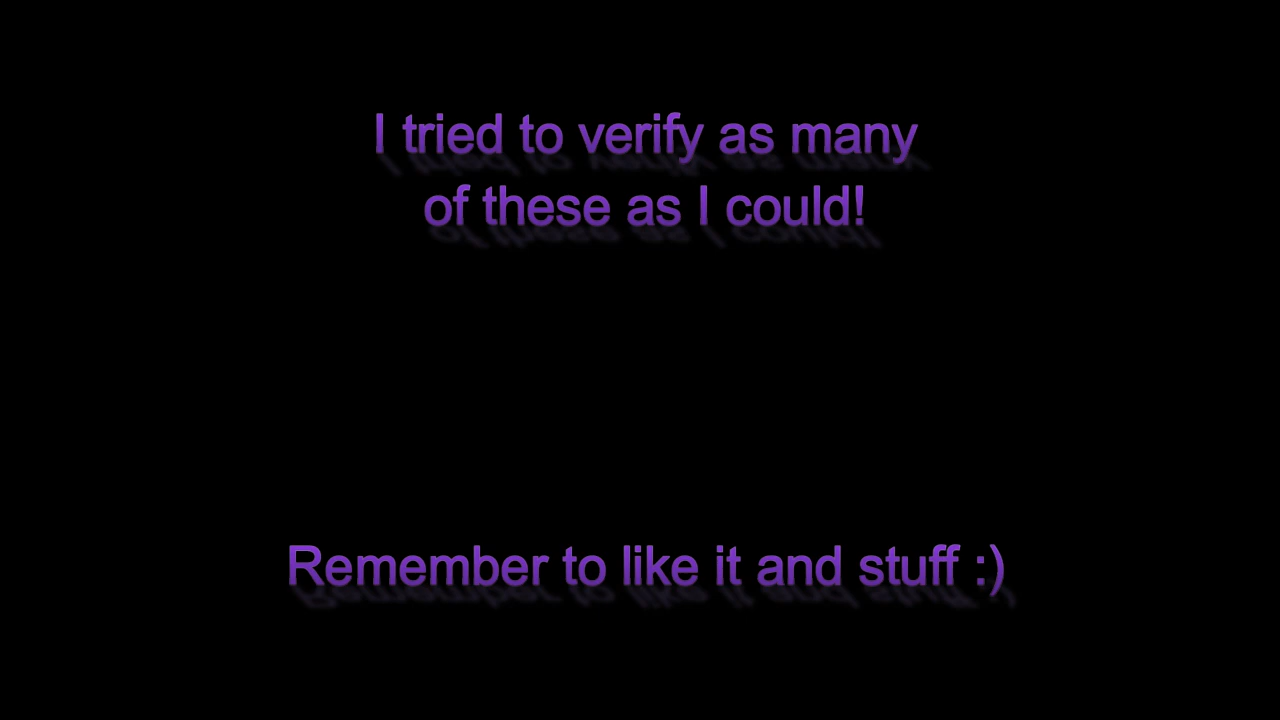 I tried to verify as many
of these as I could!
Remember to like it and stuff :)